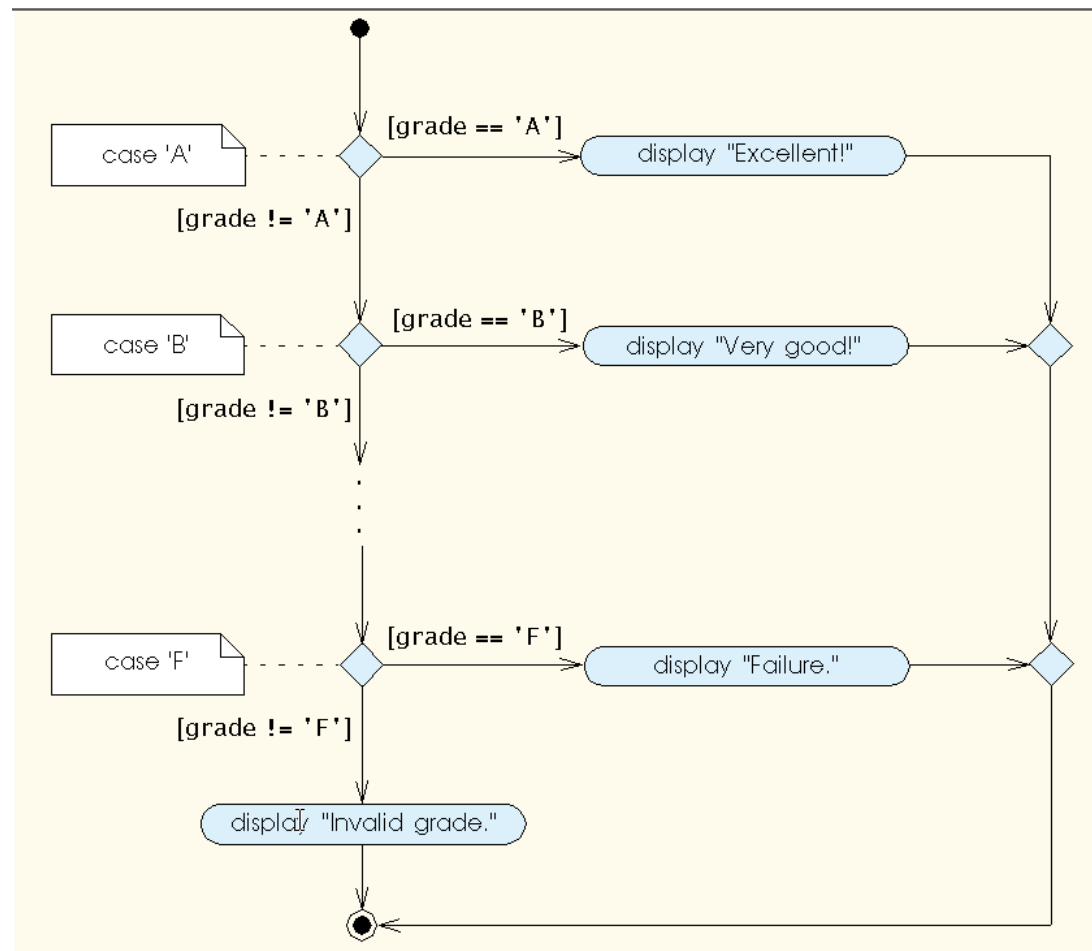 [grade == 'A']
case 'A'
display "Excellent!"
[grade != 'A']
[grade == 'B']
case 'B'
display "Very good!"
[grade != 'B']
[grade == 'F']
case 'F'
display "Failure."
[grade != 'F']
display "Invalid grade."